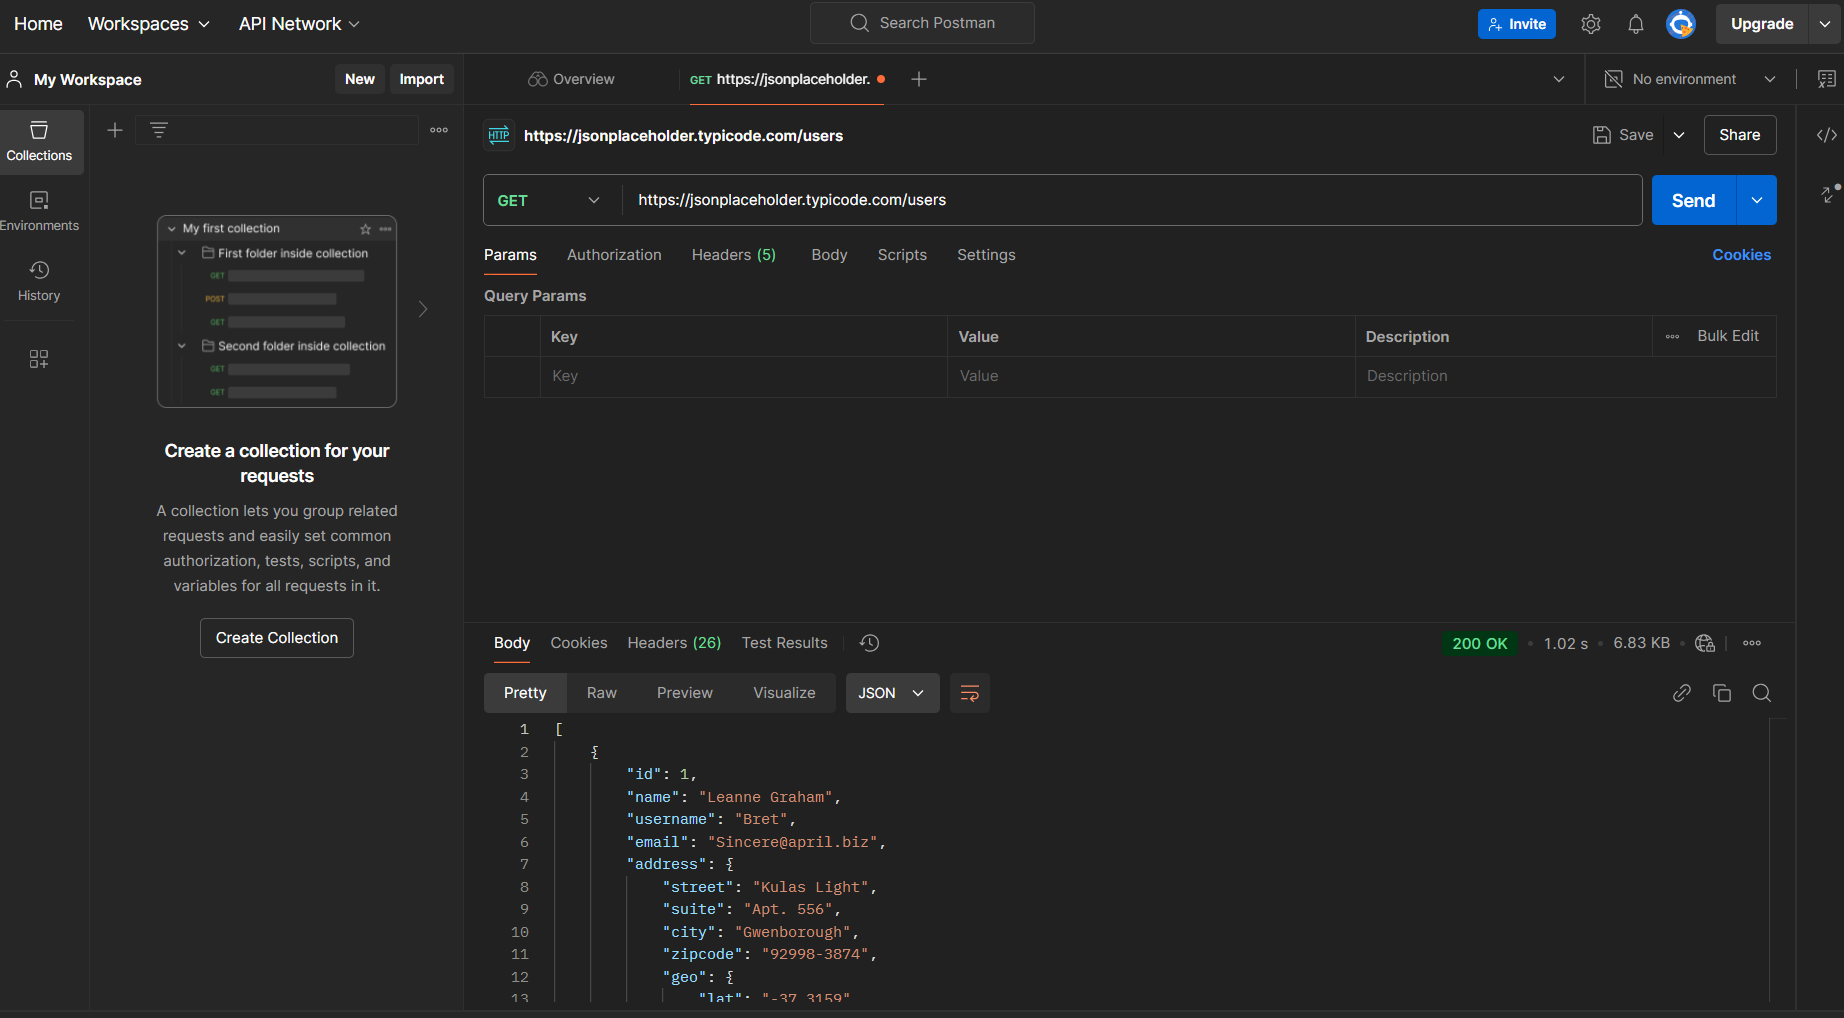 Home Workspaces API Network Search Postman Invite Upgrade
My Workspace New Import Overview GET https://jsonplaceholder. No environment
Collections
Environments
History
My first collection
First folder inside collection
GET
POST
GET
Second folder inside collection
GET
GET
Create a collection for your
requests
A collection lets you group related
requests and easily set common
authorization, tests, scripts, and
variables for all requests in it.
Create Collection
HTTP https://jsonplaceholder.typicode.com/users Save Share
GET https://jsonplaceholder.typicode.com/users Send
Params Authorization Headers (5) Body Scripts Settings Cookies
Query Params
Key Value Description Bulk Edit
Key Value Description
Body Cookies Headers (26) Test Results 200 OK 1.02 s 6.83 KB
Pretty Raw Preview Visualize JSON
1 [
2 {
3 "id": 1,
4 "name": "Leanne Graham",
5 "username": "Bret",
6 "email": "Sincere@april.biz",
7 "address": {
8 "street": "Kulas Light",
9 "suite": "Apt. 556",
10 "city": "Gwenborough",
11 "zipcode": "92998-3874",
12 "geo": {
13 "lat": "-37.3159"